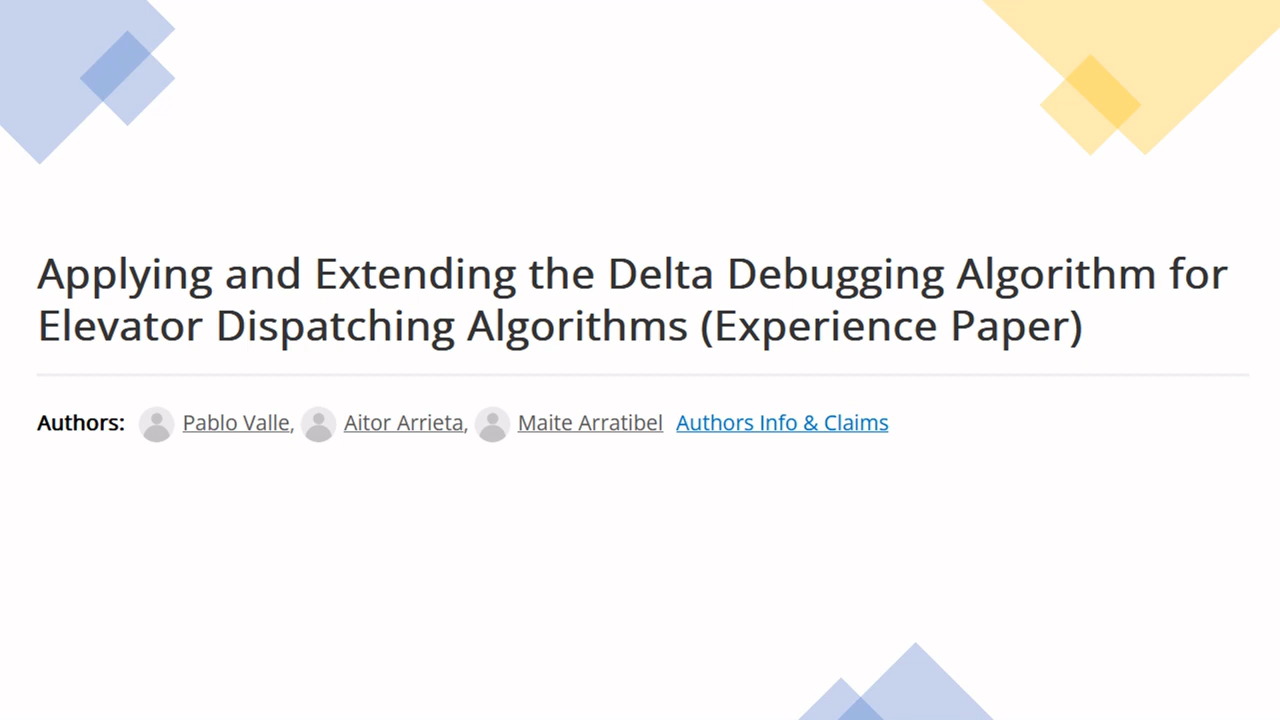 Applying and Extending the Delta Debugging Algorithm for
Elevator Dispatching Algorithms (Experience Paper)
Authors: Pablo Valle, Aitor Arrieta, Maite Arratibel Authors Info & Claims